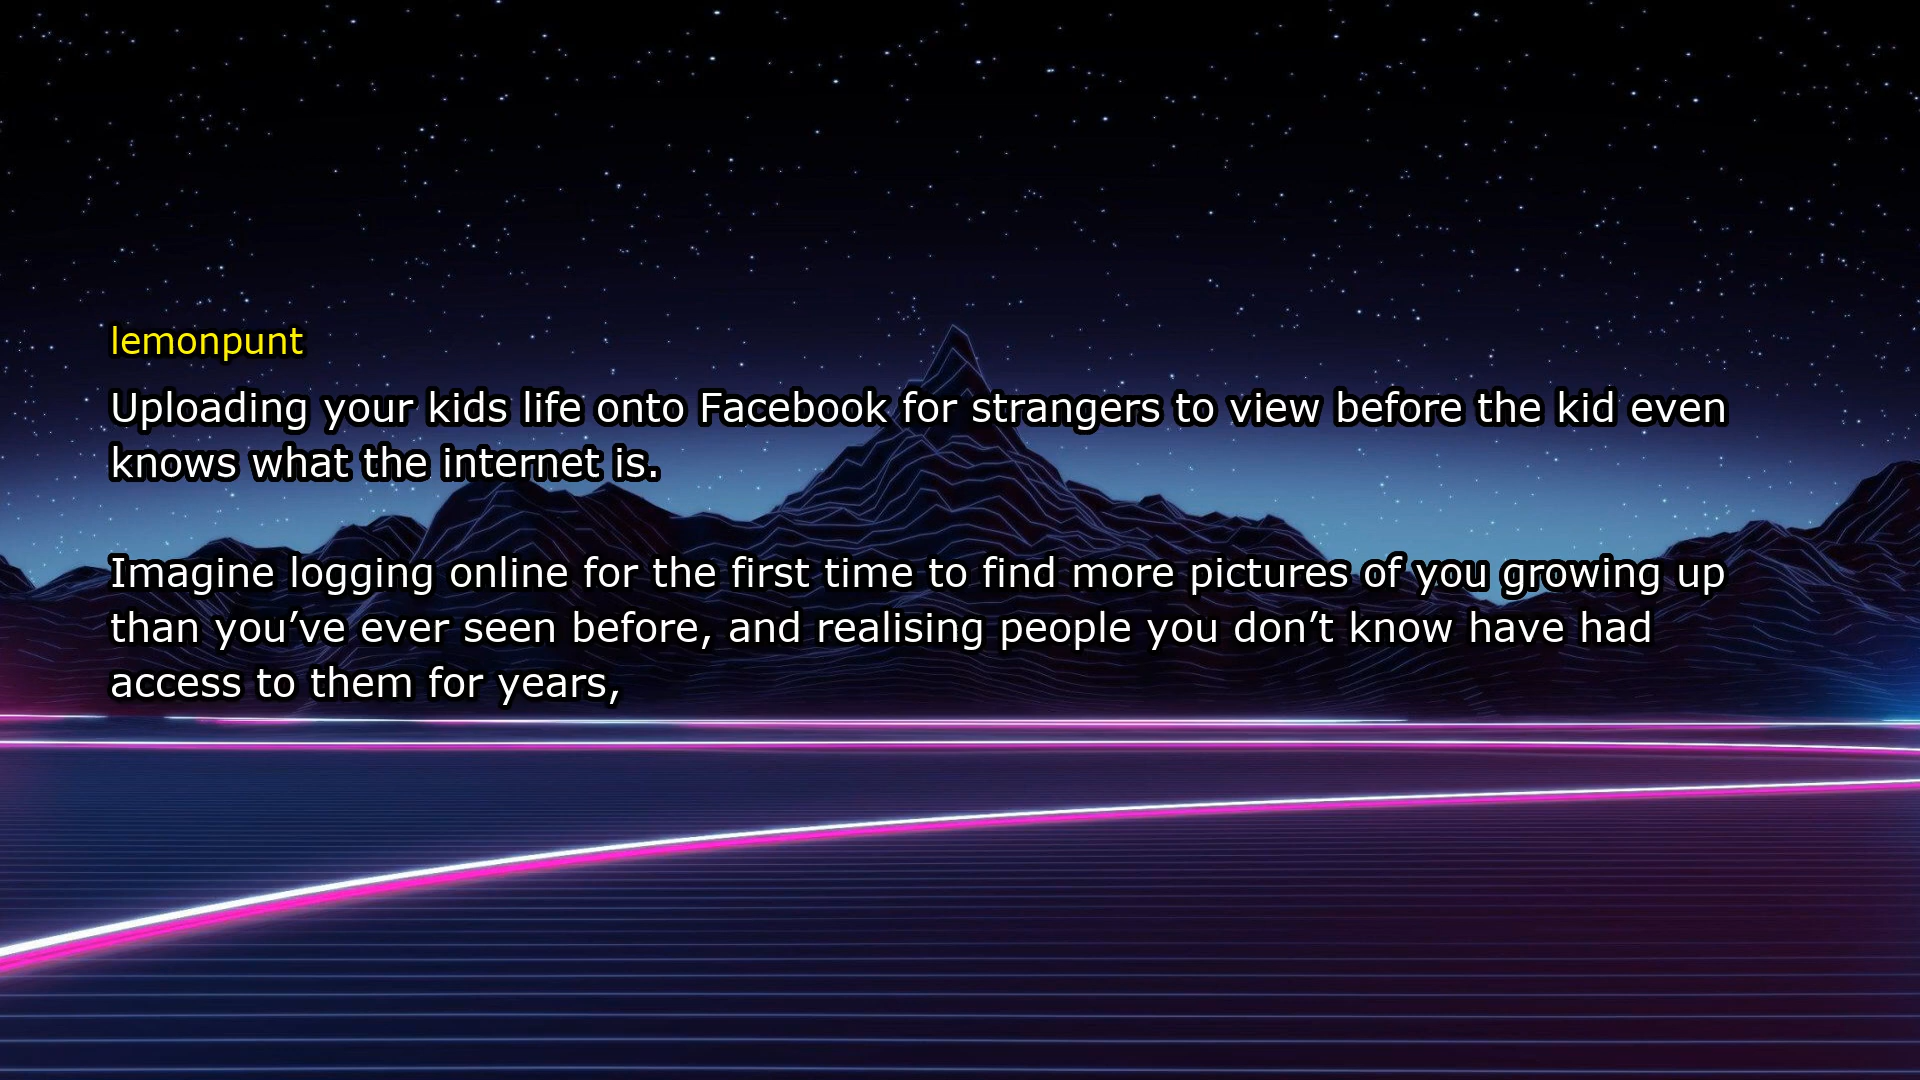 lemonpunt
Uploading your kids life onto Facebook for strangers to view before the kid even
knows what the internet is.
Imagine logging online for the first time to find more pictures of you growing up
than you’ve ever seen before, and realising people you don’t know have had
access to them for years,